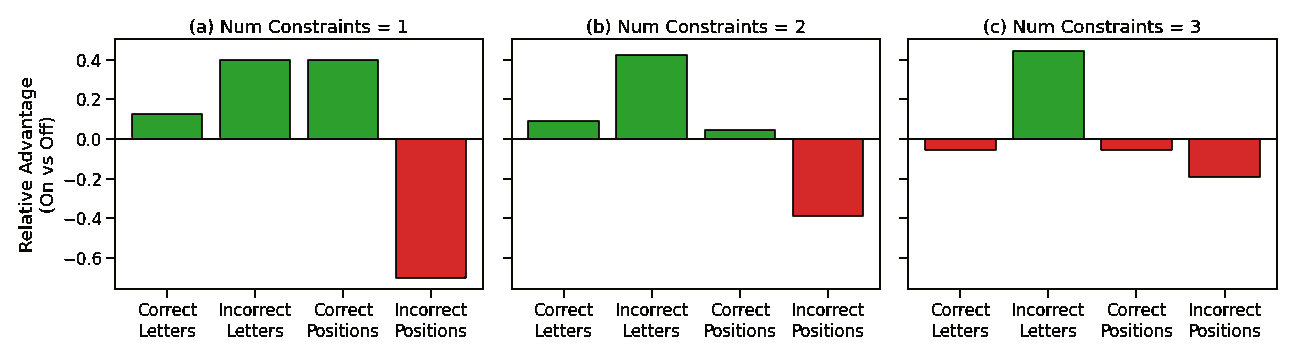 (a) Num Constraints = 1
(b) Num Constraints = 2
(c) Num Constraints = 3
Relative Advantage
(On vs Off)
0.4
0.2
0.0
−0.2
−0.4
−0.6
Correct
Letters
Incorrect
Letters
Correct
Positions
Incorrect
Positions
Correct
Letters
Incorrect
Letters
Correct
Positions
Incorrect
Positions
Correct
Letters
Incorrect
Letters
Correct
Positions
Incorrect
Positions